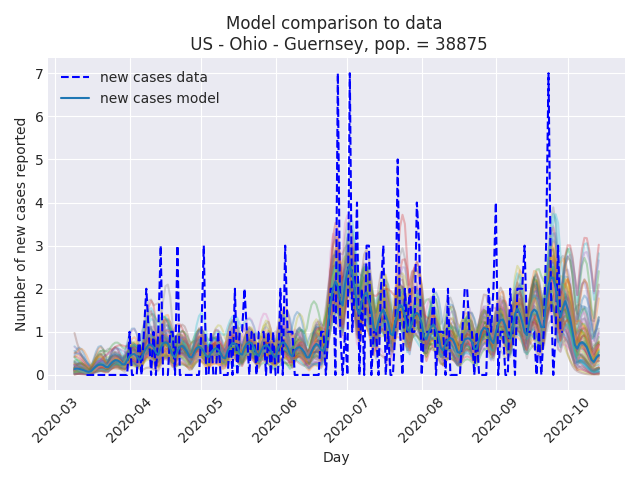 Model comparison to data
US - Ohio - Guernsey, pop. = 38875
7
6
5
4
3
2
1
0
Number of new cases reported
new cases data
new cases model
2020-03
2020-04
2020-05
2020-06
2020-07
2020-08
2020-09
2020-10
Day